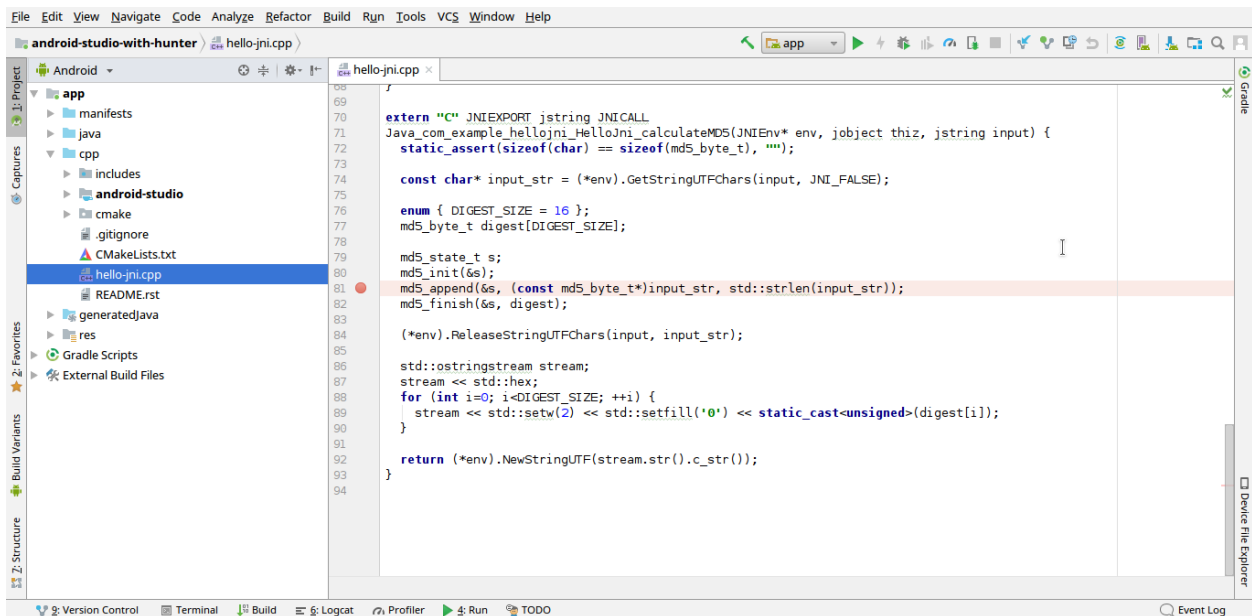 File Edit View Navigate Code Analyze Refactor Build Run Tools VCS Window Help
android-studio-with-hunter hello-jni.cpp app
1: Project
Captures
2: Favorites
Build Variants
7: Structure
Android
app
manifests
java
cpp
includes
android-studio
cmake
.gitignore
CMakeLists.txt
hello-jni.cpp
README.rst
generatedJava
res
Gradle Scripts
External Build Files
hello-jni.cpp
68 }
69
70 extern "C" JNIEXPORT jstring JNICALL
71 Java_com_example_hellojni_HelloJni_calculateMD5(JNIEnv* env, jobject thiz, jstring input) {
72 static_assert(sizeof(char) == sizeof(md5_byte_t), "");
73
74 const char* input_str = (*env).GetStringUTFChars(input, JNI_FALSE);
75
76 enum { DIGEST_SIZE = 16 };
77 md5_byte_t digest[DIGEST_SIZE];
78
79 md5_state_t s;
80 md5_init(&s);
81 md5_append(&s, (const md5_byte_t*)input_str, std::strlen(input_str));
82 md5_finish(&s, digest);
83
84 (*env).ReleaseStringUTFChars(input, input_str);
85
86 std::ostringstream stream;
87 stream << std::hex;
88 for (int i=0; i<DIGEST_SIZE; ++i) {
89 stream << std::setw(2) << std::setfill('0') << static_cast<unsigned>(digest[i]);
90 }
91
92 return (*env).NewStringUTF(stream.str().c_str());
93 }
94
Gradle
Device File Explorer
9: Version Control Terminal Build 6: Logcat Profiler 4: Run TODO Event Log